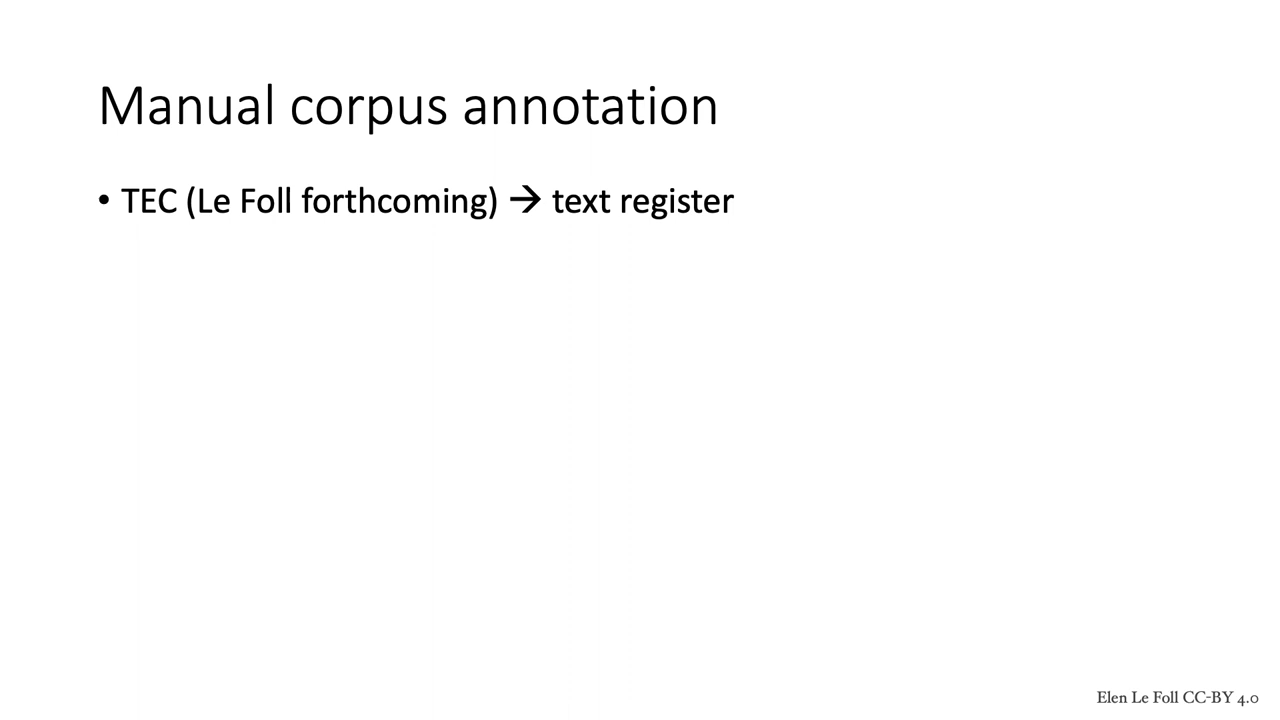 Manual corpus annotation
• TEC (Le Foll forthcoming) → text register
Elen Le Foll CC-BY 4.0